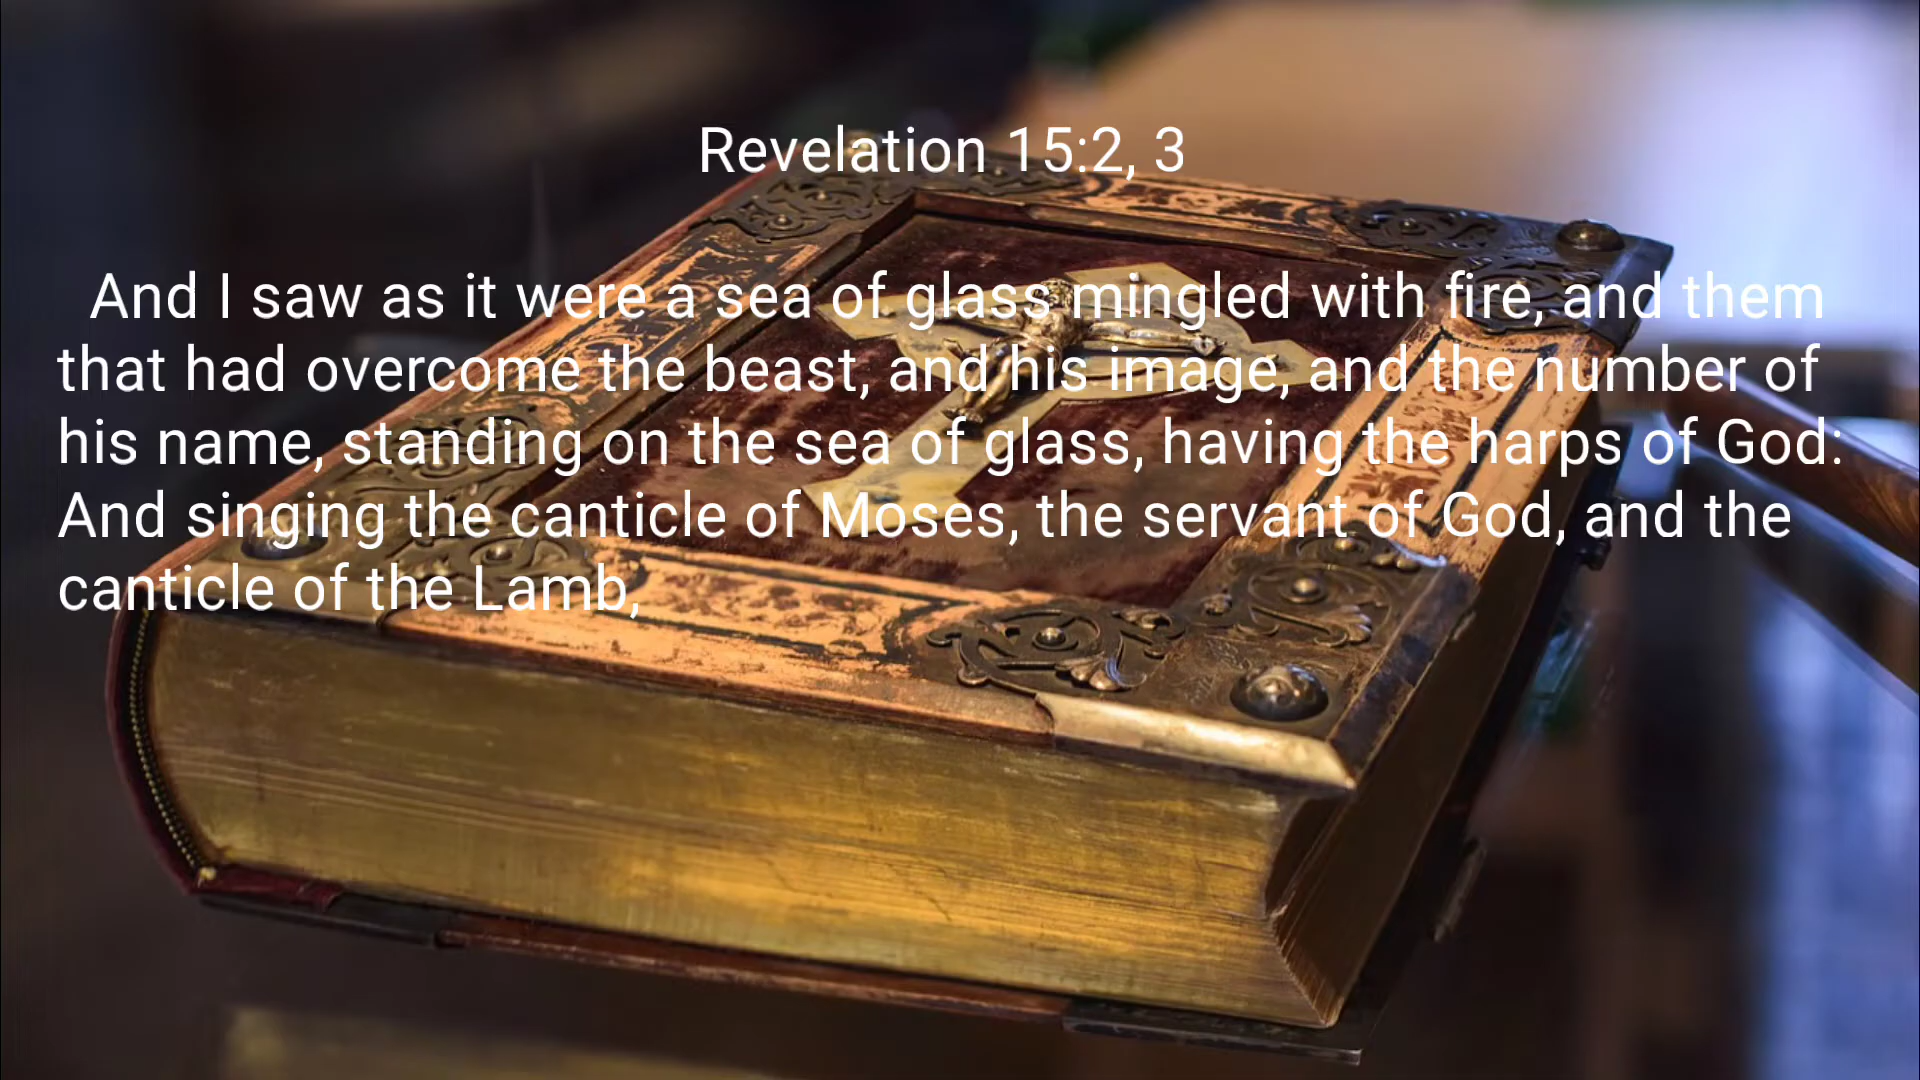 Revelation 15:2, 3
And I saw as it were a sea of glass mingled with fire, and them
that had overcome the beast, and his image, and the number of
his name, standing on the sea of glass, having the harps of God:
And singing the canticle of Moses, the servant of God, and the
canticle of the Lamb,